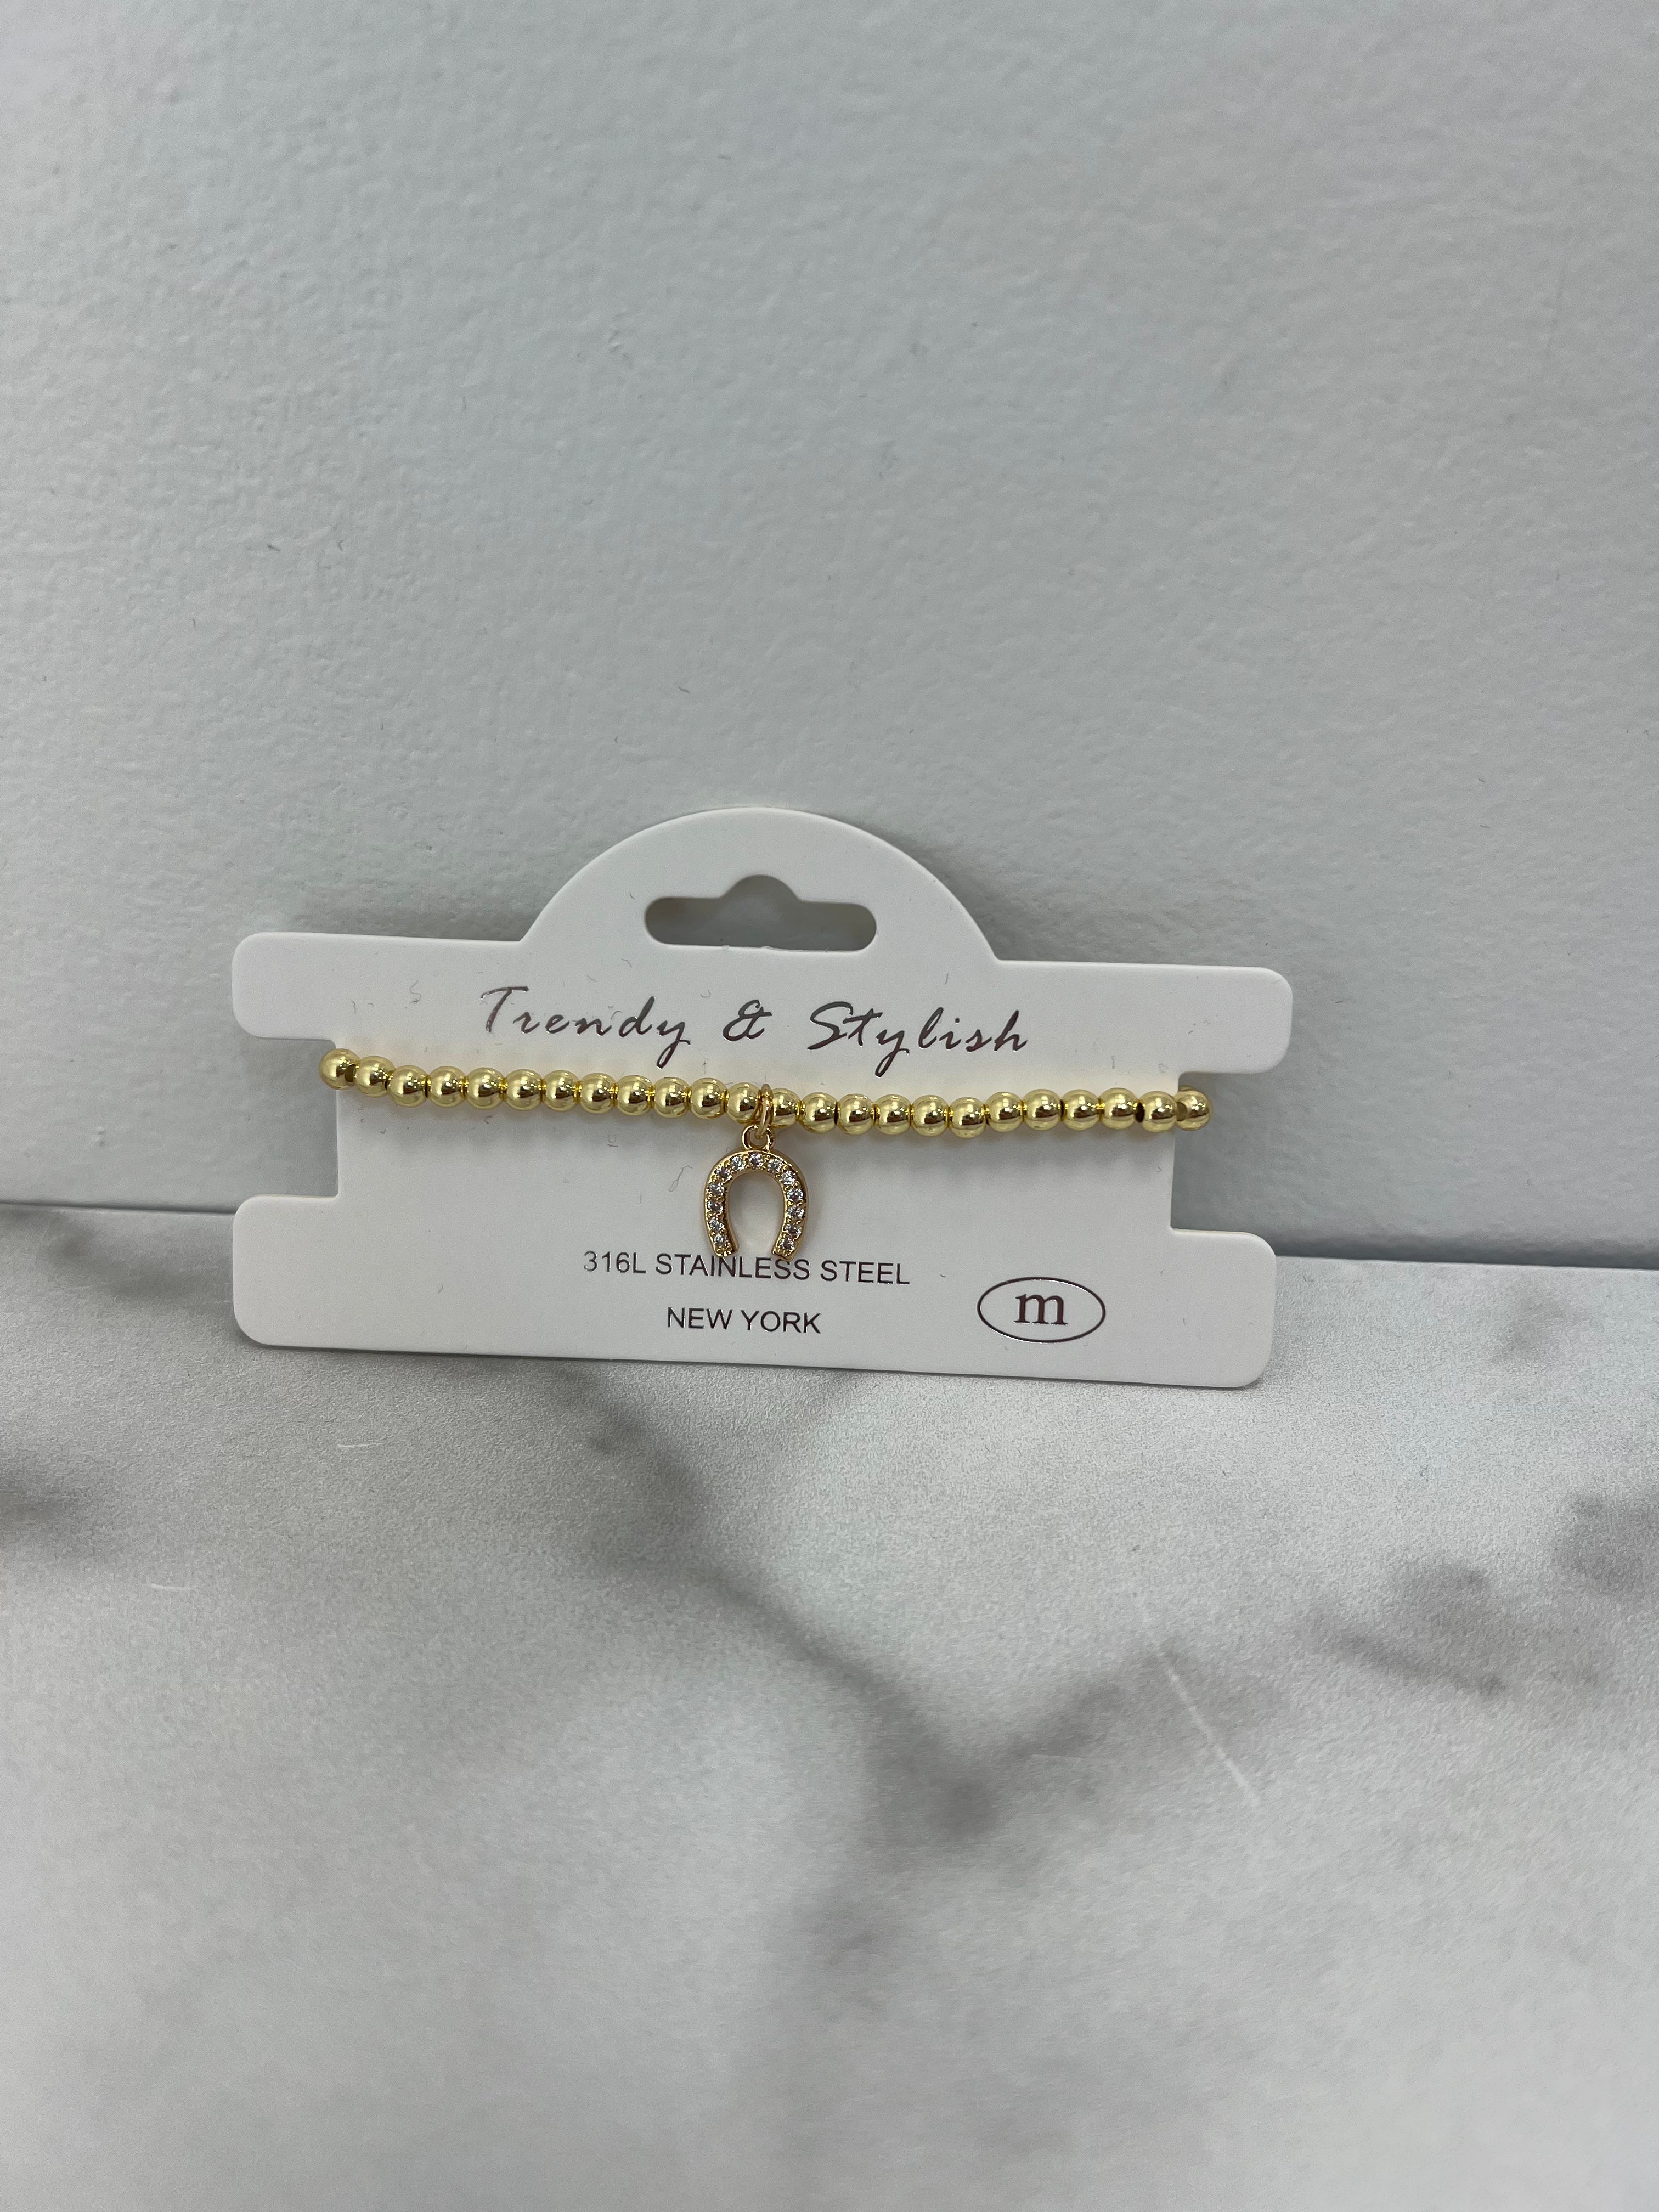 Trendy & Stylish
316L STAINLESS STEEL
NEW YORK
m